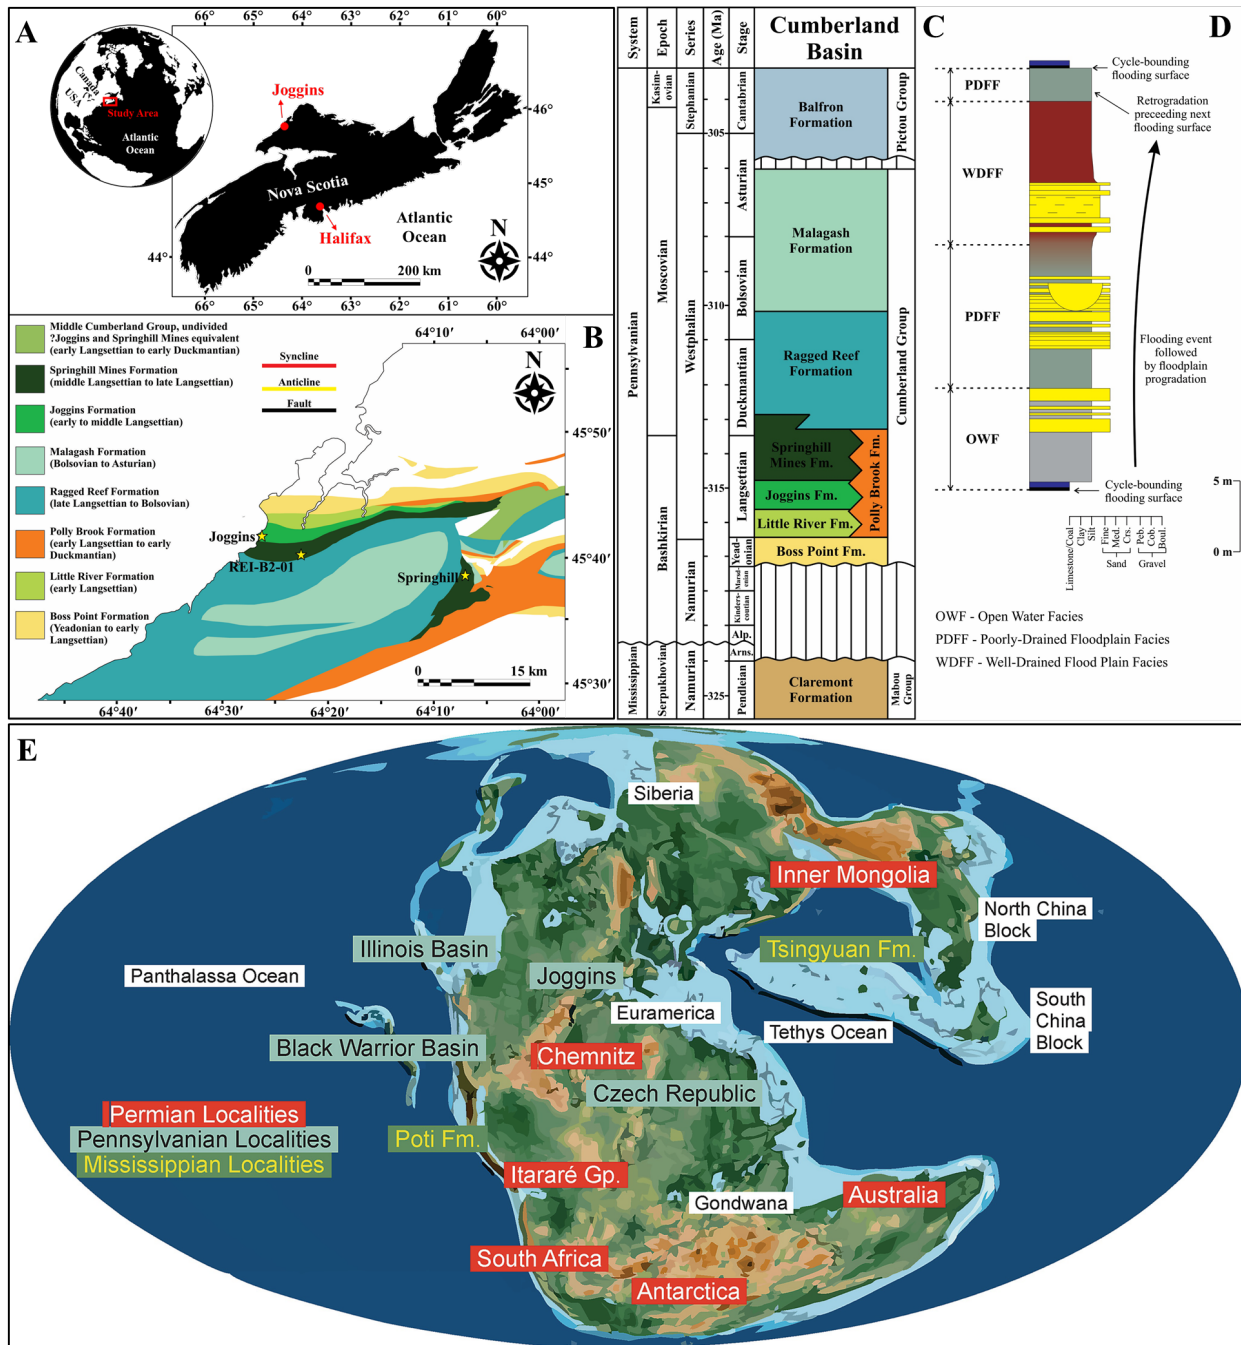 A
66°
65°
64°
63°
62°
61°
60°
Canada
USA
Study Area
Atlantic
Ocean
Joggins
Nova Scotia
Halifax
Atlantic
Ocean
N
0
200 km
46°
45°
44°
44°
66°
65°
64°
63°
62°
61°
60°
B
Middle Cumberland Group, undivided
?Joggins and Springhill Mines equivalent
(early Langsettian to early Duckmantian)
Springhill Mines Formation
(middle Langsettian to late Langsettian)
Joggins Formation
(early to middle Langsettian)
Malagash Formation
(Bolsovian to Asturian)
Ragged Reef Formation
(late Langsettian to Bolsovian)
Polly Brook Formation
(early Langsettian to early
Duckmantian)
Little River Formation
(early Langsettian)
Boss Point Formation
(Yeadonian to early
Langsettian)
Syncline
Anticline
Fault
64°10′
64°00′
N
45°50′
45°40′
45°30′
Joggins
REI-B2-01
Springhill
0
15 km
64°40′
64°30′
64°20′
64°10′
64°00′
C
System
Epoch
Series
Age (Ma)
Stage
Cumberland
Basin
Pennsylvanian
Mississippian
Kasim-
ovian
Moscovian
Bashkirian
Serpukhovian
Stephanian
Westphalian
Namurian
Namurian
305
310
315
325
Cantabrian
Asturian
Bolsovian
Duckmantian
Langsettian
Yead-
onian
Marsd-
enian
Kinders-
coutian
Alp.
Arns.
Pendleian
Balfron
Formation
Malagash
Formation
Ragged Reef
Formation
Springhill
Mines Fm.
Joggins Fm.
Little River Fm.
Polly Brook Fm.
Boss Point Fm.
Claremont
Formation
Pictou Group
Cumberland Group
Mabou
Group
D
PDFF
WDFF
PDFF
OWF
Cycle-bounding
flooding surface
Retrogradation
preceeding next
flooding surface
Flooding event
followed
by floodplain
progradation
Cycle-bounding
flooding surface
5 m
0 m
Limestone/Coal
Clay
Silt
Fine
Med.
Crs.
Peb.
Cob.
Boul.
Sand
Gravel
OWF - Open Water Facies
PDFF - Poorly-Drained Floodplain Facies
WDFF - Well-Drained Flood Plain Facies
E
Siberia
Inner Mongolia
North China
Block
Illinois Basin
Tsingyuan Fm.
Panthalassa Ocean
Joggins
Euramerica
Tethys Ocean
South
China
Block
Black Warrior Basin
Chemnitz
Czech Republic
Permian Localities
Pennsylvanian Localities
Mississippian Localities
Poti Fm.
Itararé Gp.
Gondwana
Australia
South Africa
Antarctica